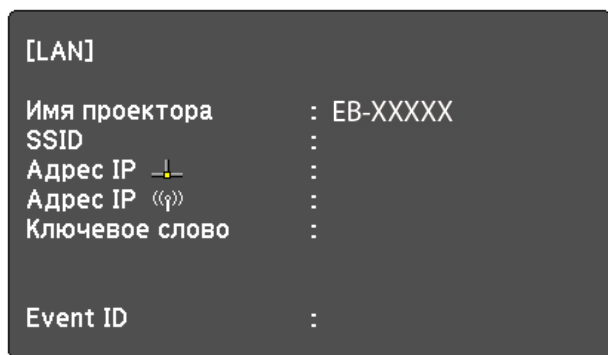 [LAN]
Имя проектора : EB-XXXXX
SSID :
Адрес IP :
Адрес IP :
Ключевое слово :
Event ID :